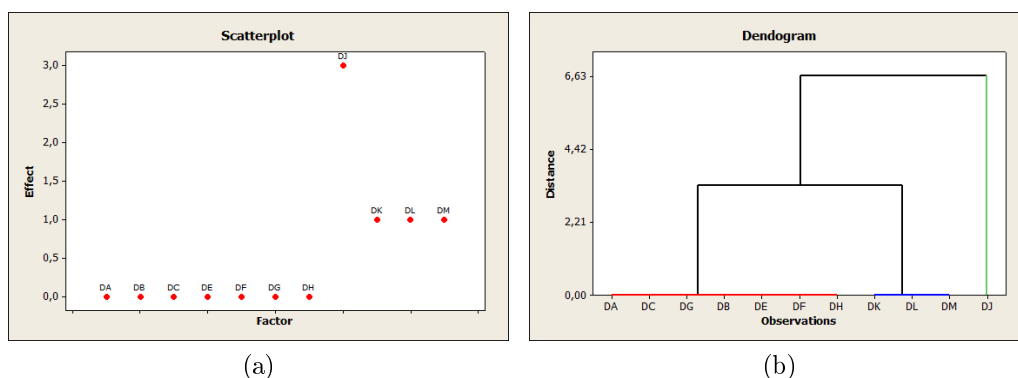 Scatterplot
DJ
3,0
2,5
2,0
1,5
Effect
DK DL DM
1,0
0,5
DA DB DC DE DF DG DH
0,0
Factor
(a)
Dendogram
6,63
4,42
Distance
2,21
0,00
DA DC DG DB DE DF DH DK DL DM DJ
Observations
(b)